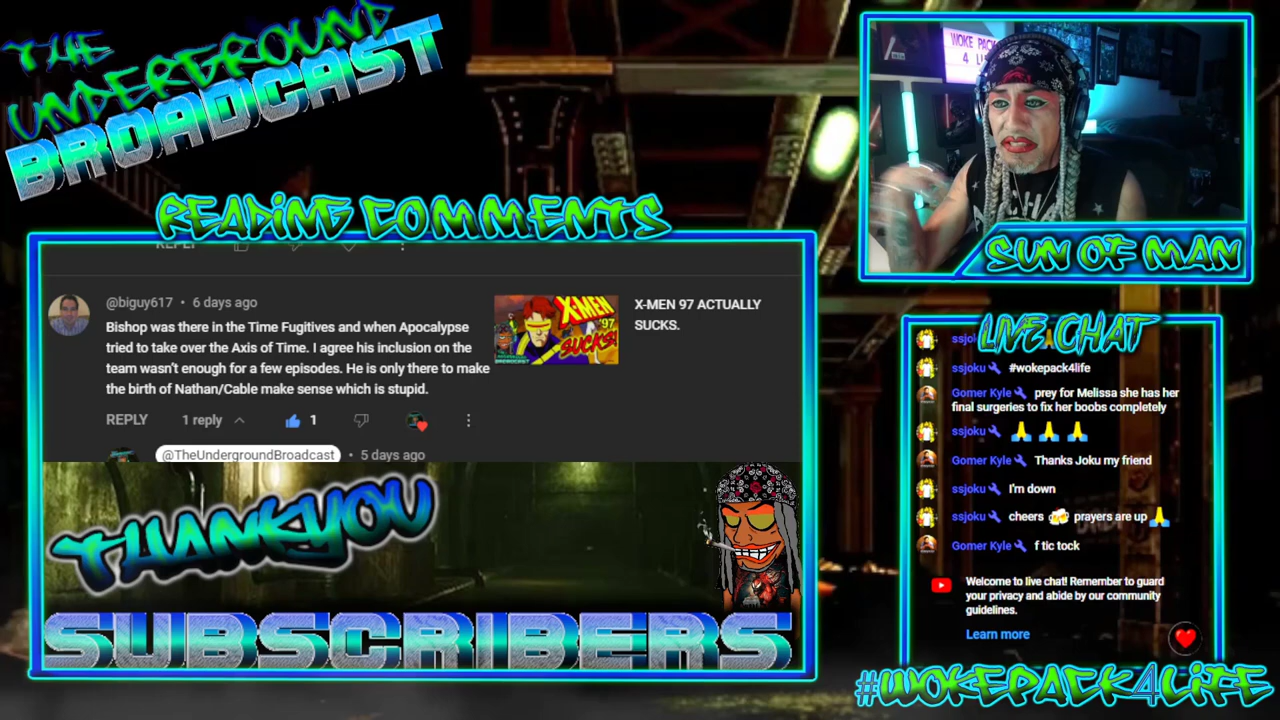 THE
UNDERGROUND
BROADCAST
WOKE PAC
4 LI
SUN OF MAN
READING COMMENTS
REPLY
@biguy617 • 6 days ago
Bishop was there in the Time Fugitives and when Apocalypse
tried to take over the Axis of Time. I agree his inclusion on the
team wasn't enough for a few episodes. He is only there to make
the birth of Nathan/Cable make sense which is stupid.
REPLY 1 reply 1
@TheUndergroundBroadcast • 5 days ago
X-MEN
'97
SUCKS!
X-MEN 97 ACTUALLY
SUCKS.
THANKYOU
SUBSCRIBERS
LIVE CHAT
ssjo
ssjoku #wokepack4life
Gomer Kyle prey for Melissa she has her
final surgeries to fix her boobs completely
ssjoku 🙏🙏🙏
Gomer Kyle Thanks Joku my friend
ssjoku I'm down
ssjoku cheers 🍻 prayers are up 🙏
Gomer Kyle f tic tock
Welcome to live chat! Remember to guard
your privacy and abide by our community
guidelines.
Learn more
#WOKEPACK4LIFE